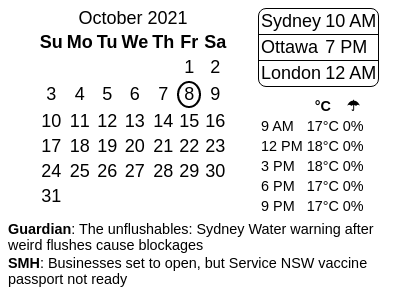 October 2021
Su Mo Tu We Th Fr Sa
1 2
3 4 5 6 7 8 9
10 11 12 13 14 15 16
17 18 19 20 21 22 23
24 25 26 27 28 29 30
31
Sydney 10 AM
Ottawa 7 PM
London 12 AM
°C ☂
9 AM 17°C 0%
12 PM 18°C 0%
3 PM 18°C 0%
6 PM 17°C 0%
9 PM 17°C 0%
Guardian: The unflushables: Sydney Water warning after
weird flushes cause blockages
SMH: Businesses set to open, but Service NSW vaccine
passport not ready